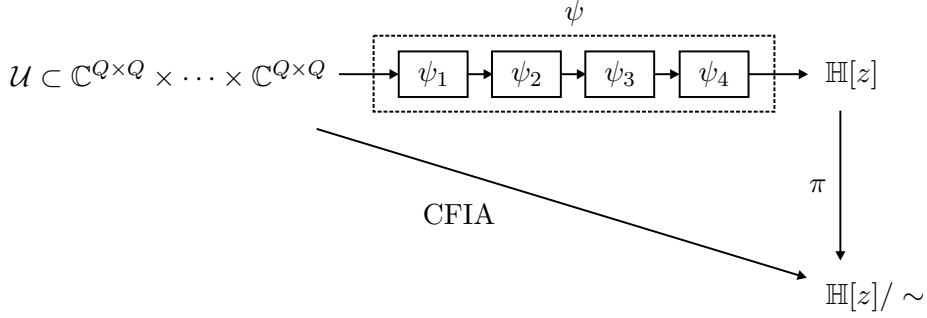 ψ
𝒰 ⊂ ℂ^{Q×Q} × ⋯ × ℂ^{Q×Q} ψ₁ ψ₂ ψ₃ ψ₄ ℍ[z]
π
CFIA
ℍ[z]/ ∼